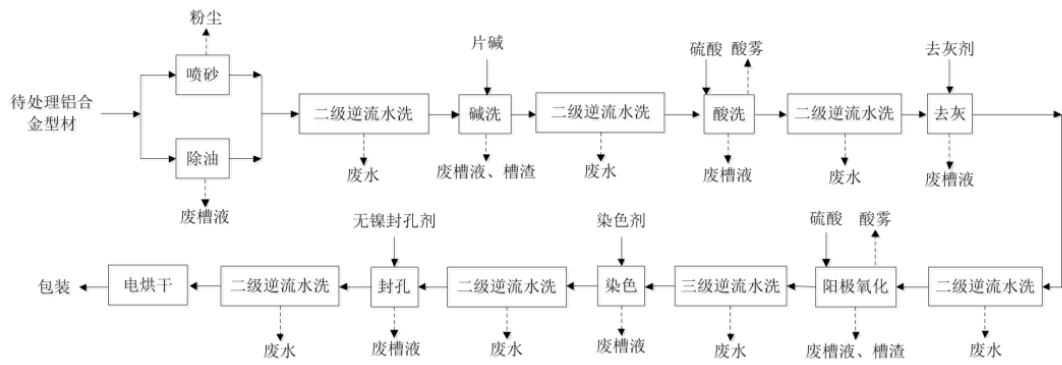 粉尘
片碱
硫酸
酸雾
去灰剂
喷砂
待处理铝合
金型材
二级逆流水洗
碱洗
二级逆流水洗
酸洗
二级逆流水洗
去灰
除油
废水
废槽液、槽渣
废水
废槽液
废水
废槽液
废槽液
无镍封孔剂
染色剂
硫酸
酸雾
包装
电烘干
二级逆流水洗
封孔
二级逆流水洗
染色
三级逆流水洗
阳极氧化
二级逆流水洗
废水
废槽液
废水
废槽液
废水
废槽液、槽渣
废水